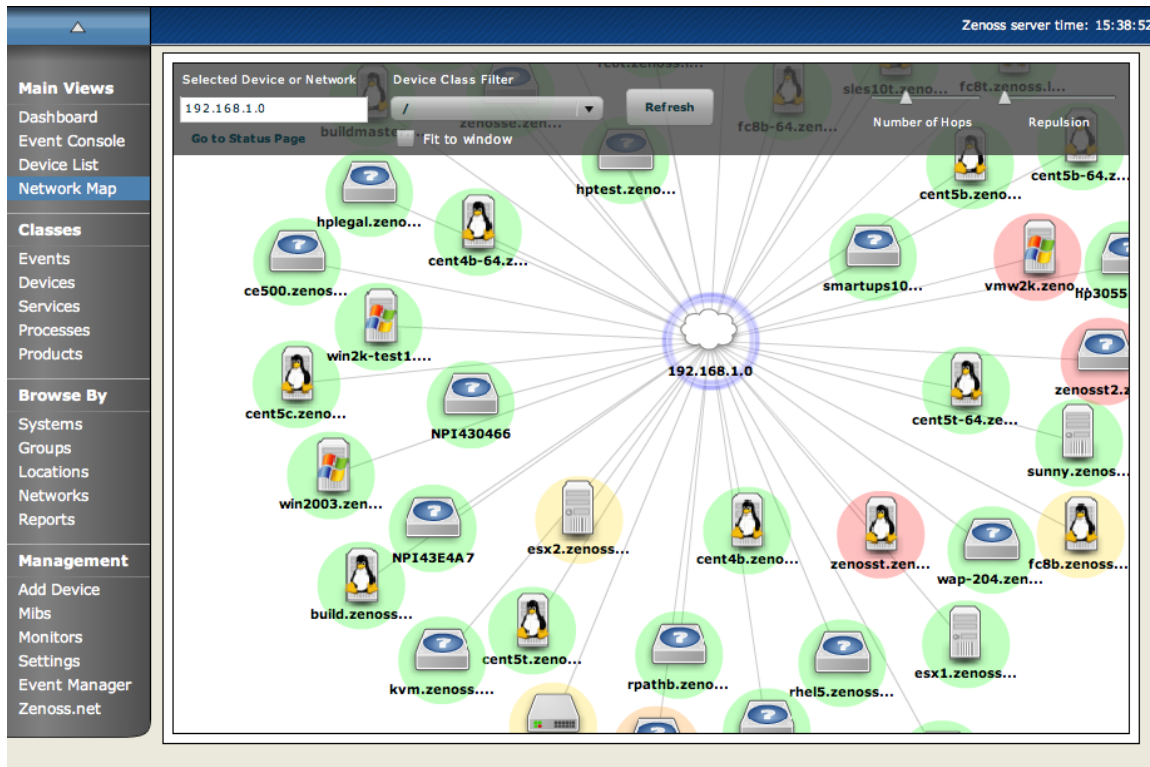 Zenoss server time: 15:38:52
Main Views
Dashboard
Event Console
Device List
Network Map
Classes
Events
Devices
Services
Processes
Products
Browse By
Systems
Groups
Locations
Networks
Reports
Management
Add Device
Mibs
Monitors
Settings
Event Manager
Zenoss.net
Selected Device or Network
Device Class Filter
192.168.1.0
/
Refresh
Go to Status Page
Fit to window
Number of Hops
Repulsion
sles10t.zeno...
fc8t.zenoss.l...
zenosse.zen...
fc8b-64.zen...
hptest.zeno...
cent5b-64.z...
cent5b.zeno...
hplegal.zeno...
cent4b-64.z...
ce500.zenos...
smartups10...
vmw2k.zeno...
hp3055
win2k-test1....
192.168.1.0
zenosst2.z
cent5c.zeno...
NPI430466
cent5t-64.ze...
sunny.zenos...
win2003.zen...
NPI43E4A7
esx2.zenoss...
cent4b.zeno...
zenosst.zen...
wap-204.zen...
fc8b.zenoss...
build.zenoss...
cent5t.zeno...
kvm.zenoss....
rpathb.zeno...
rhel5.zenoss...
esx1.zenoss...